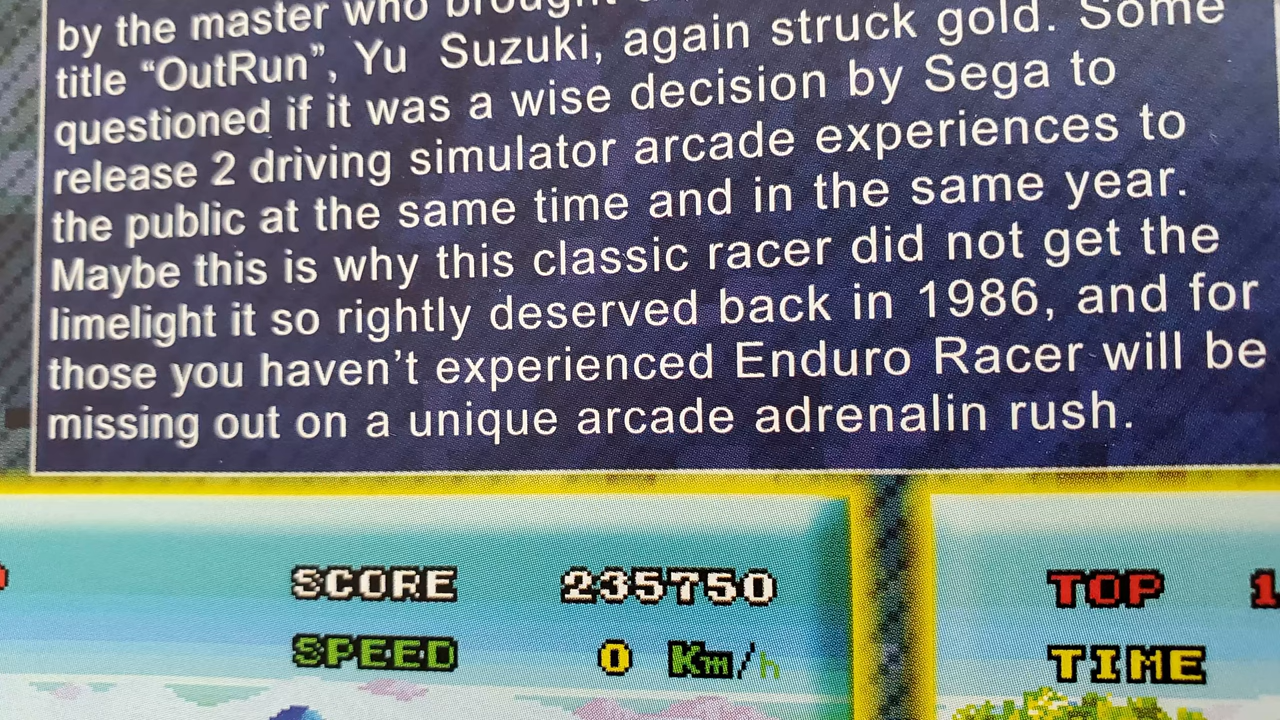 by the master who brought
title “OutRun”, Yu Suzuki, again struck gold. Some
questioned if it was a wise decision by Sega to
release 2 driving simulator arcade experiences to
the public at the same time and in the same year.
Maybe this is why this classic racer did not get the
limelight it so rightly deserved back in 1986, and for
those you haven’t experienced Enduro Racer will be
missing out on a unique arcade adrenalin rush.
SCORE 235750 TOP 1
SPEED 0 Km/h TIME